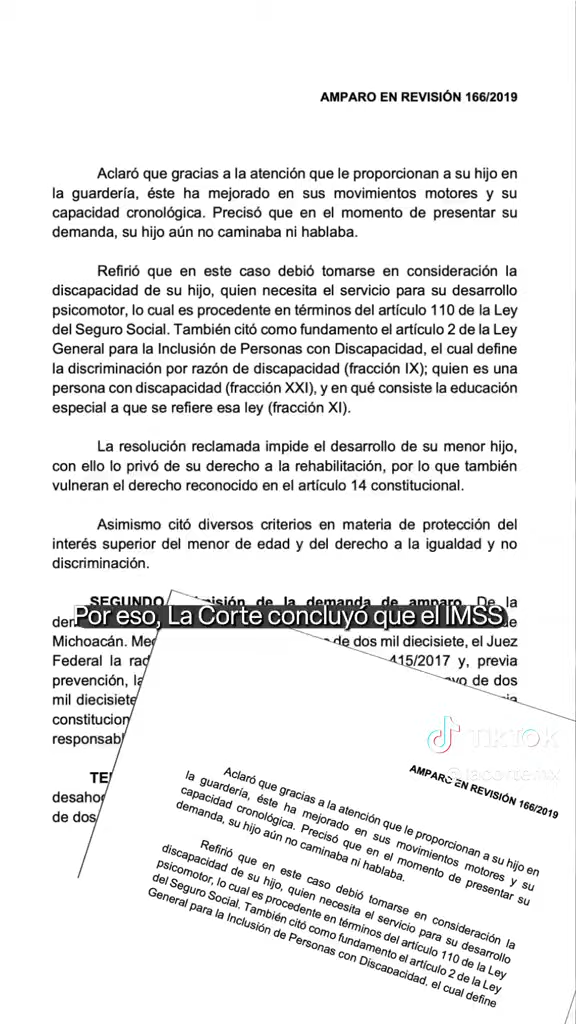 AMPARO EN REVISIÓN 166/2019
Aclaró que gracias a la atención que le proporcionan a su hijo en
la guardería, éste ha mejorado en sus movimientos motores y su
capacidad cronológica. Precisó que en el momento de presentar su
demanda, su hijo aún no caminaba ni hablaba.
Refirió que en este caso debió tomarse en consideración la
discapacidad de su hijo, quien necesita el servicio para su desarrollo
psicomotor, lo cual es procedente en términos del artículo 110 de la Ley
del Seguro Social. También citó como fundamento el artículo 2 de la Ley
General para la Inclusión de Personas con Discapacidad, el cual define
la discriminación por razón de discapacidad (fracción IX); quien es una
persona con discapacidad (fracción XXI), y en qué consiste la educación
especial a que se refiere esa ley (fracción XI).
La resolución reclamada impide el desarrollo de su menor hijo,
con ello lo privó de su derecho a la rehabilitación, por lo que también
vulneran el derecho reconocido en el artículo 14 constitucional.
Asimismo citó diversos criterios en materia de protección del
interés superior del menor de edad y del derecho a la igualdad y no
discriminación.
SEGUNDO de la demanda de amparo. De la
Por eso, La Corte concluyó que el IMSS
Michoacán. de dos mil diecisiete, el Juez
Federal la 415/2017 y, previa
prevención, de dos
mil diecisiete
TikTok
@lacortemx
AMPARO EN REVISIÓN 166/2019
Aclaró que gracias a la atención que le proporcionan a su hijo en
la guardería, éste ha mejorado en sus movimientos motores y su
capacidad cronológica. Precisó que en el momento de presentar su
demanda, su hijo aún no caminaba ni hablaba.
Refirió que en este caso debió tomarse en consideración la
discapacidad de su hijo, quien necesita el servicio para su desarrollo
psicomotor, lo cual es procedente en términos del artículo 110 de la Ley
del Seguro Social. También citó como fundamento el artículo 2 de la Ley
General para la Inclusión de Personas con Discapacidad, el cual define
de dos